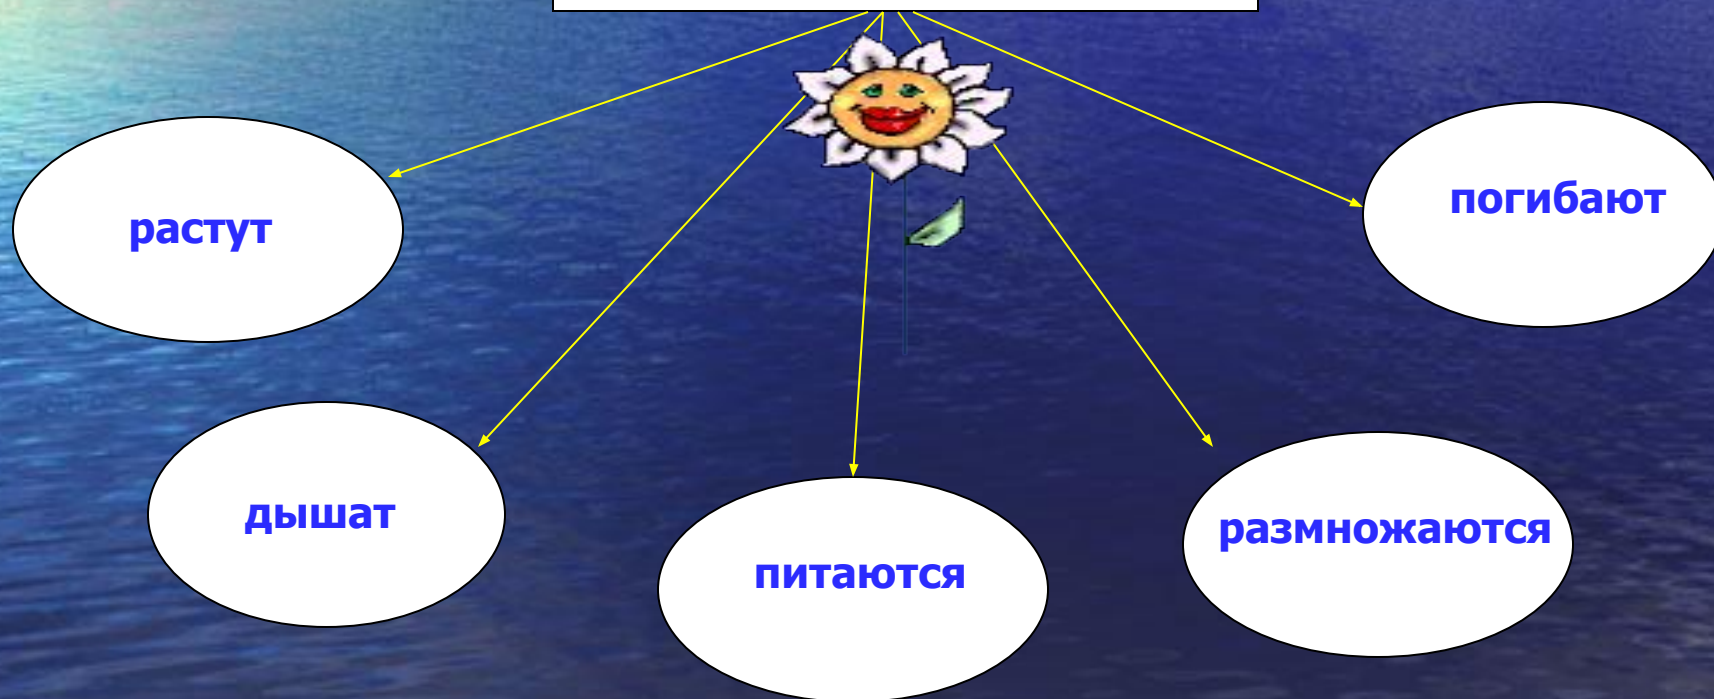 растут
погибают
дышат
питаются
размножаются